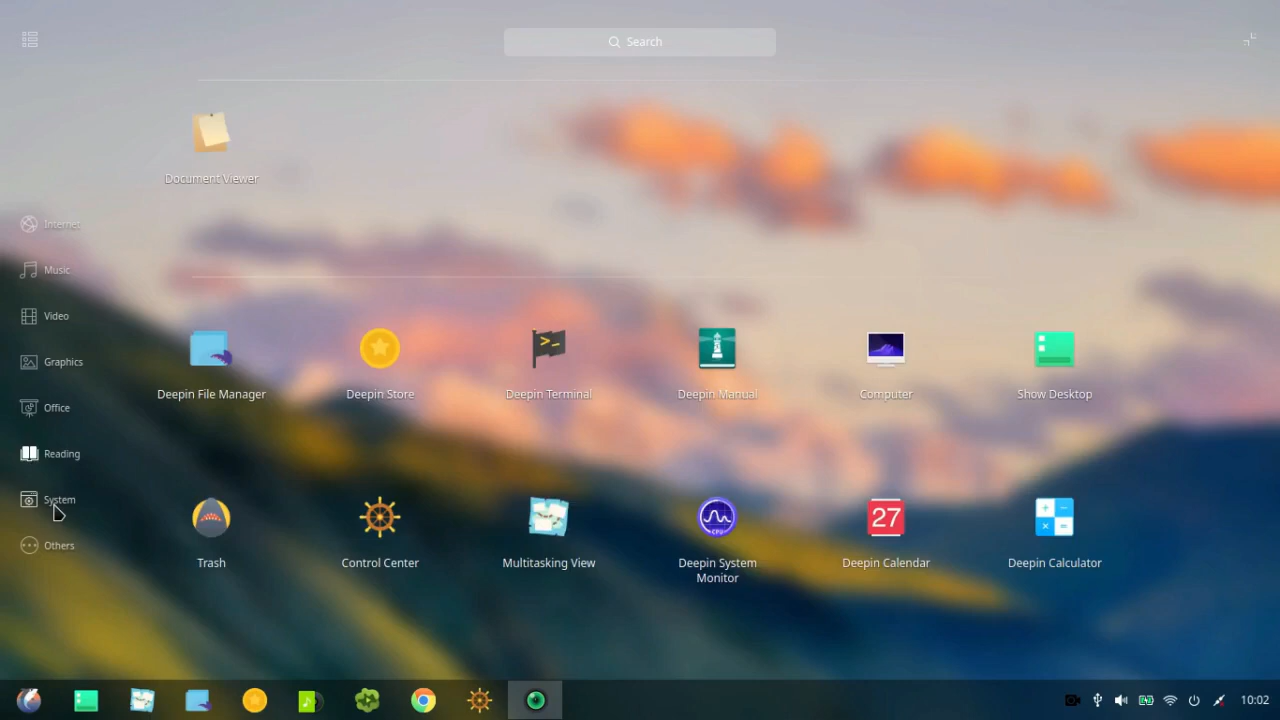 Search
Document Viewer
Internet
Music
Video
Graphics
Office
Reading
System
Others
Deepin File Manager
Deepin Store
Deepin Terminal
Deepin Manual
Computer
Show Desktop
Trash
Control Center
Multitasking View
Deepin System
Monitor
27
Deepin Calendar
Deepin Calculator
CPU
10:02